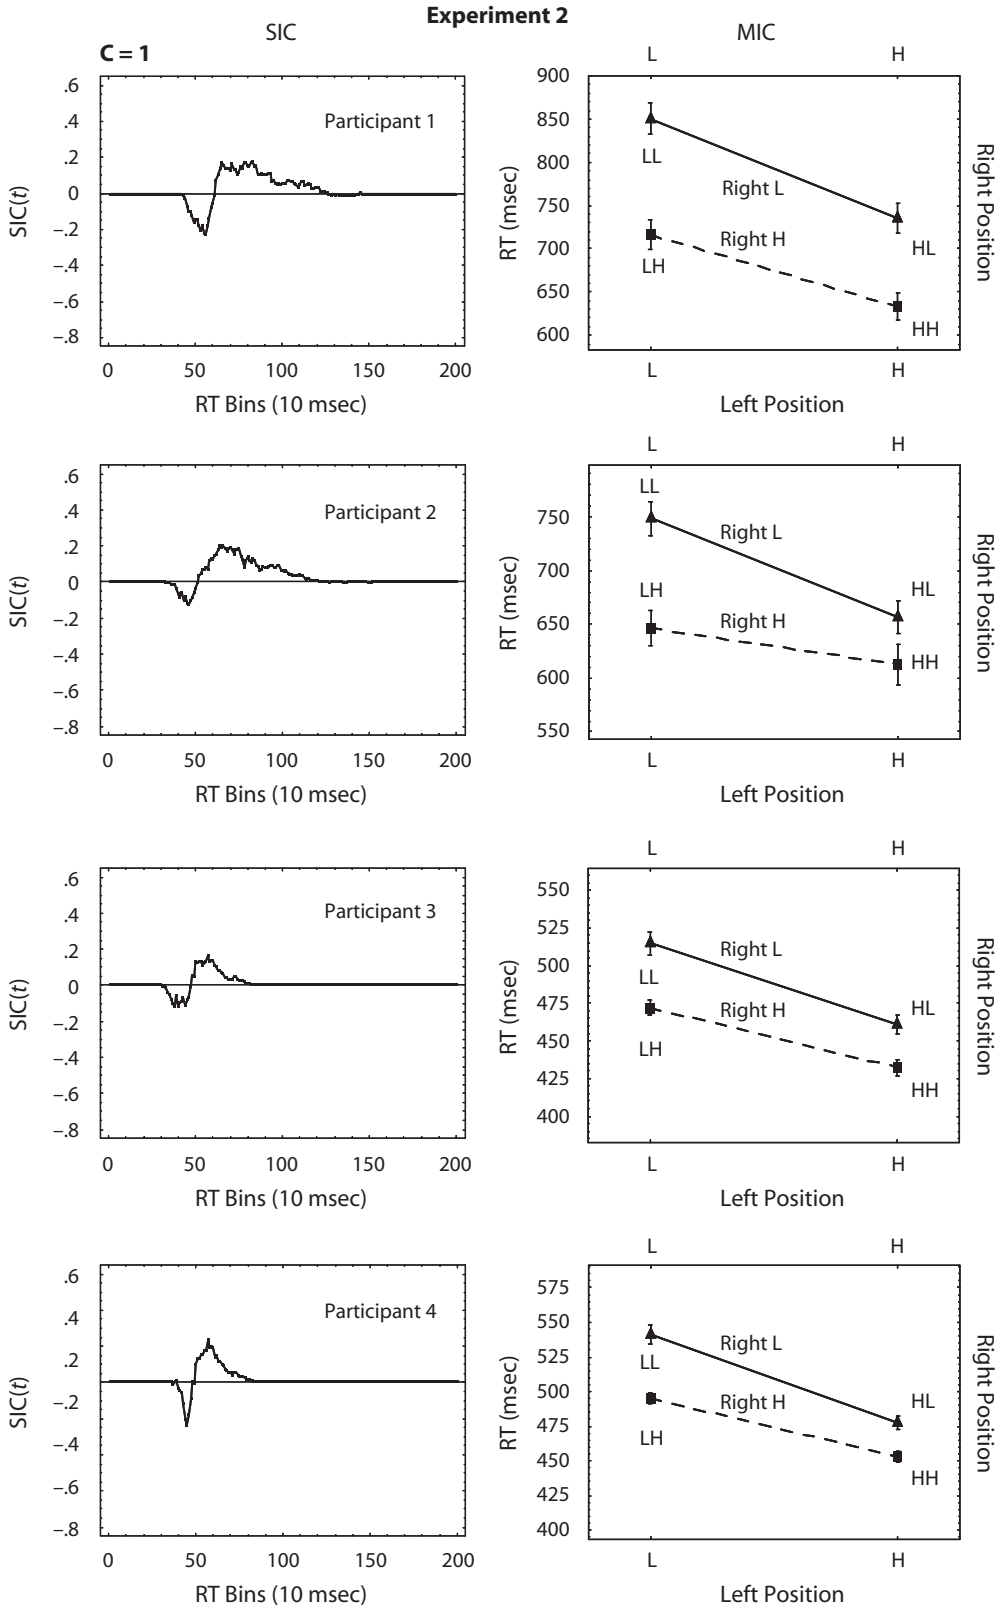 Experiment 2
SIC
MIC
C = 1
L H
.6
.4
.2
0
–.2
–.4
–.6
–.8
SIC(t)
Participant 1
0 50 100 150 200
RT Bins (10 msec)
900
850
800
750
700
650
600
RT (msec)
LL
Right L
Right H
LH
HL
HH
Right Position
L H
Left Position
L H
.6
.4
.2
0
–.2
–.4
–.6
–.8
SIC(t)
Participant 2
0 50 100 150 200
RT Bins (10 msec)
750
700
650
600
550
RT (msec)
LL
Right L
LH
Right H
HL
HH
Right Position
L H
Left Position
L H
.6
.4
.2
0
–.2
–.4
–.6
–.8
SIC(t)
Participant 3
0 50 100 150 200
RT Bins (10 msec)
550
525
500
475
450
425
400
RT (msec)
Right L
LL
Right H
LH
HL
HH
Right Position
L H
Left Position
L H
.6
.4
.2
0
–.2
–.4
–.6
–.8
SIC(t)
Participant 4
0 50 100 150 200
RT Bins (10 msec)
575
550
525
500
475
450
425
400
RT (msec)
Right L
LL
Right H
LH
HL
HH
Right Position
L H
Left Position